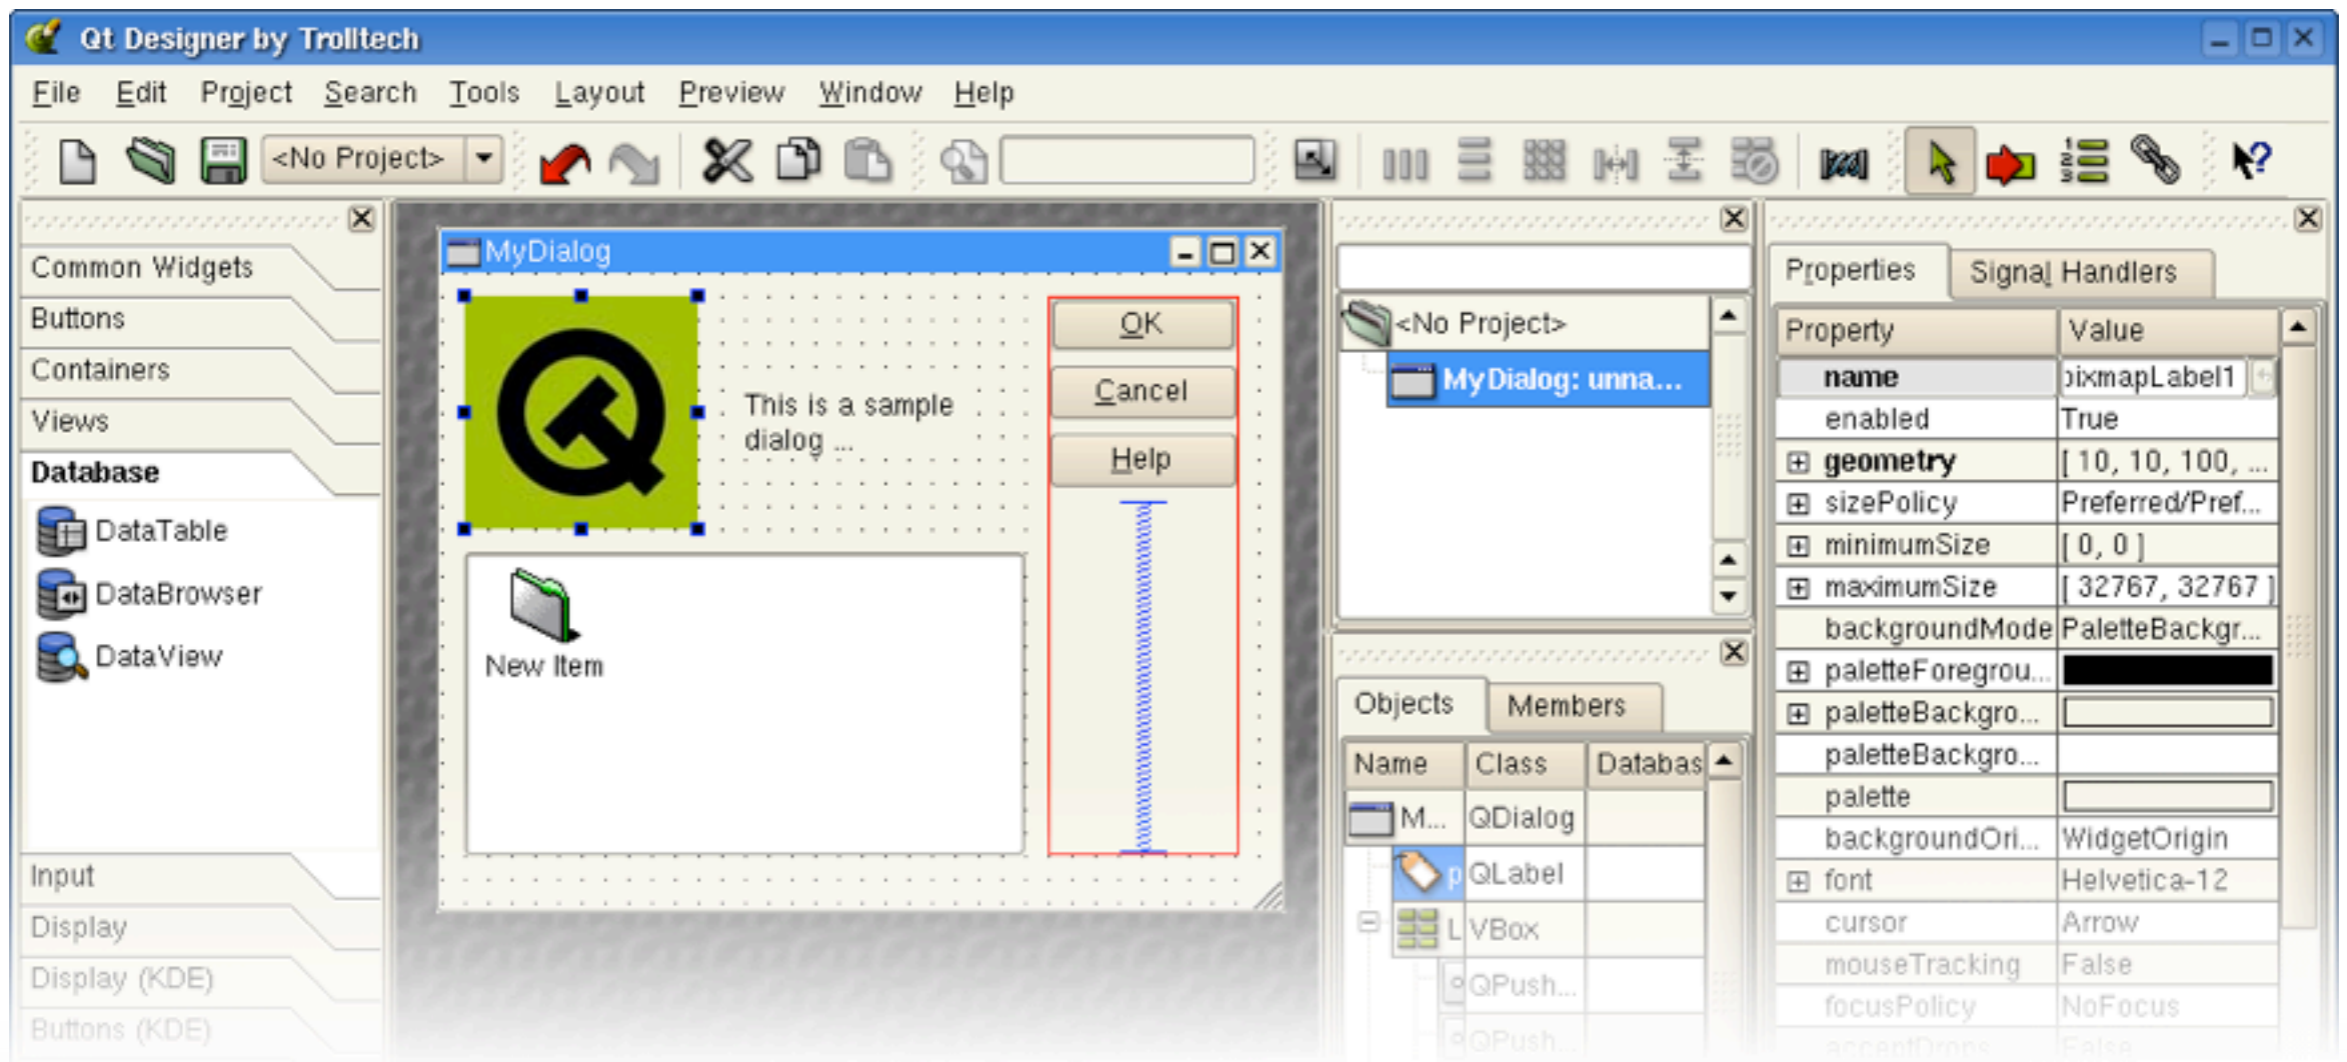 Qt Designer by Trolltech
File Edit Project Search Tools Layout Preview Window Help
<No Project>
Common Widgets
Buttons
Containers
Views
Database
DataTable
DataBrowser
DataView
Input
Display
Display (KDE)
Buttons (KDE)
MyDialog
This is a sample
dialog ...
OK
Cancel
Help
New Item
<No Project>
MyDialog: unna...
Objects Members
Name Class Databas
M... QDialog
p QLabel
L VBox
QPush...
QPush...
Properties Signal Handlers
Property Value
name pixmapLabel1
enabled True
geometry [ 10, 10, 100, ...
sizePolicy Preferred/Pref...
minimumSize [ 0, 0 ]
maximumSize [ 32767, 32767 ]
backgroundMode PaletteBackgr...
paletteForegrou...
paletteBackgro...
paletteBackgro...
palette
backgroundOri... WidgetOrigin
font Helvetica-12
cursor Arrow
mouseTracking False
focusPolicy NoFocus
acceptDrops False